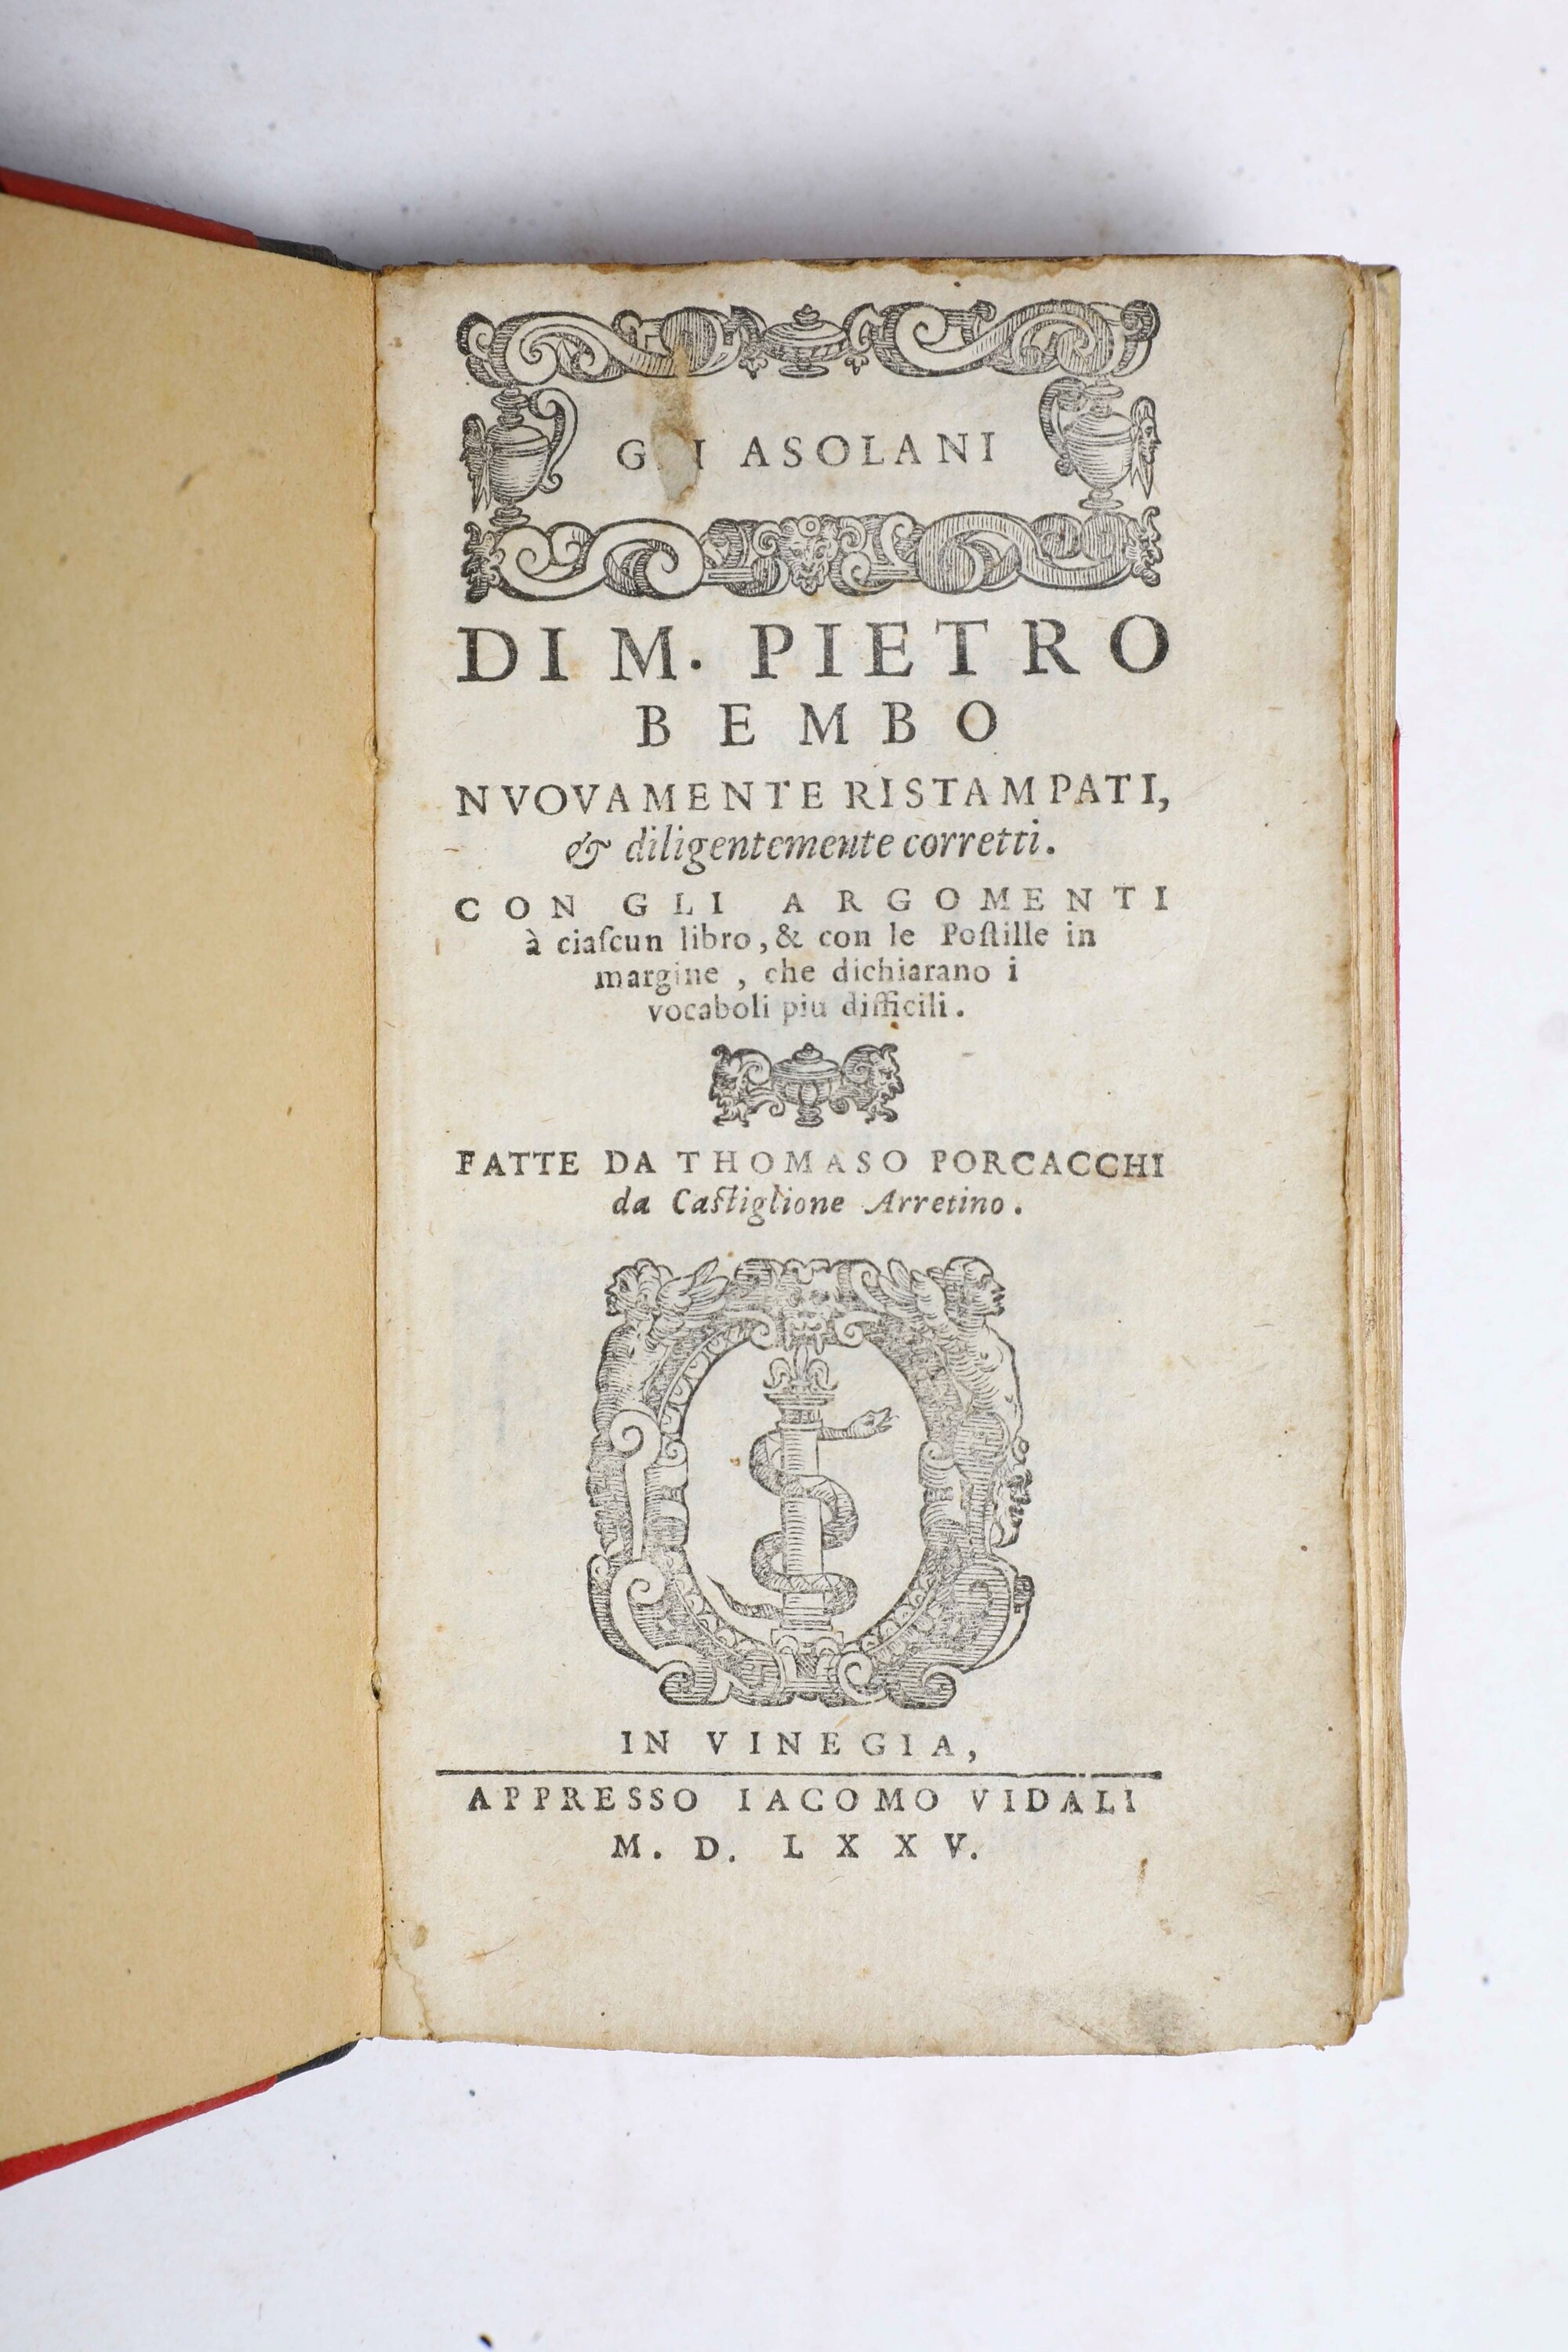 G I ASOLANI
DI M. PIETRO
BEMBO
NVOVAMENTE RISTAMPATI,
& diligentemente corretti.
CON GLI ARGOMENTI
à ciaſcun libro, & con le Poſtille in
margine, che dichiarano i
vocaboli piu difficili.
FATTE DA THOMASO PORCACCHI
da Caſtiglione Arretino.
IN VINEGIA,
APPRESSO IACOMO VIDALI
M. D. LXXV.